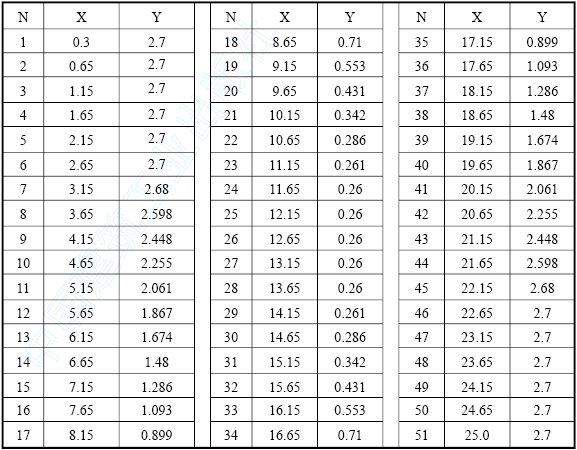 N X Y N X Y N X Y
1 0.3 2.7 18 8.65 0.71 35 17.15 0.899
2 0.65 2.7 19 9.15 0.553 36 17.65 1.093
3 1.15 2.7 20 9.65 0.431 37 18.15 1.286
4 1.65 2.7 21 10.15 0.342 38 18.65 1.48
5 2.15 2.7 22 10.65 0.286 39 19.15 1.674
6 2.65 2.7 23 11.15 0.261 40 19.65 1.867
7 3.15 2.68 24 11.65 0.26 41 20.15 2.061
8 3.65 2.598 25 12.15 0.26 42 20.65 2.255
9 4.15 2.448 26 12.65 0.26 43 21.15 2.448
10 4.65 2.255 27 13.15 0.26 44 21.65 2.598
11 5.15 2.061 28 13.65 0.26 45 22.15 2.68
12 5.65 1.867 29 14.15 0.261 46 22.65 2.7
13 6.15 1.674 30 14.65 0.286 47 23.15 2.7
14 6.65 1.48 31 15.15 0.342 48 23.65 2.7
15 7.15 1.286 32 15.65 0.431 49 24.15 2.7
16 7.65 1.093 33 16.15 0.553 50 24.65 2.7
17 8.15 0.899 34 16.65 0.71 51 25.0 2.7